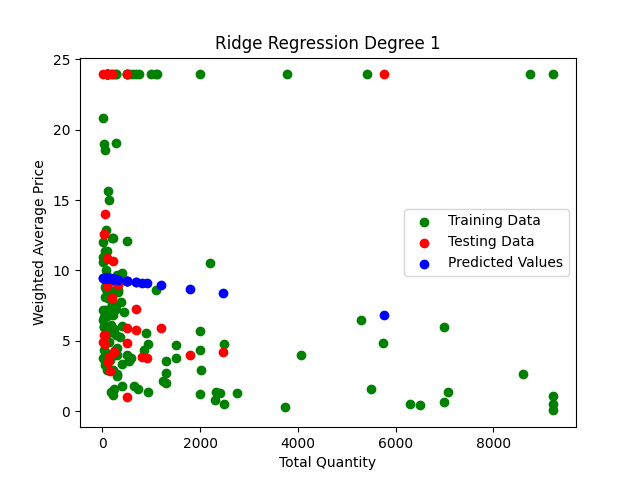 Ridge Regression Degree 1
25
20
15
10
5
0
Weighted Average Price
Training Data
Testing Data
Predicted Values
0 2000 4000 6000 8000
Total Quantity